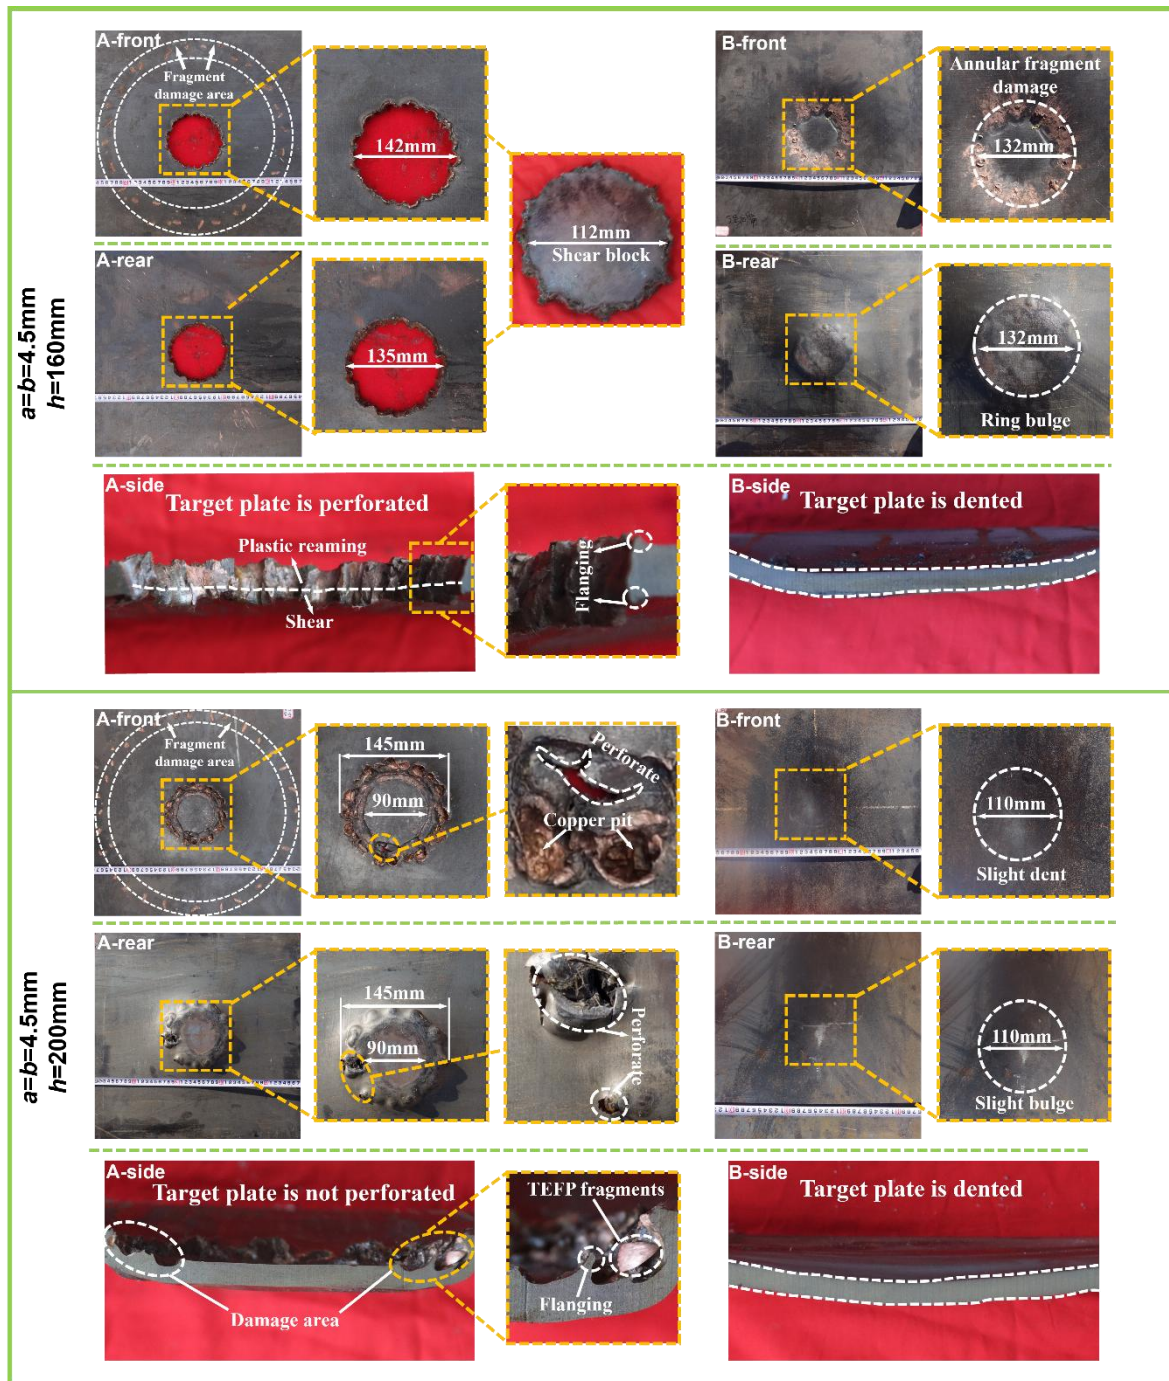 a=b=4.5mm
h=160mm
A-front
Fragment
damage area
142mm
112mm
Shear block
B-front
Annular fragment
damage
132mm
A-rear
135mm
B-rear
132mm
Ring bulge
A-side
Target plate is perforated
Plastic reaming
Shear
Flanging
B-side
Target plate is dented
a=b=4.5mm
h=200mm
A-front
Fragment
damage area
145mm
90mm
Perforate
Copper pit
B-front
110mm
Slight dent
A-rear
145mm
90mm
Perforate
B-rear
110mm
Slight bulge
A-side
Target plate is not perforated
Damage area
TEFP fragments
Flanging
B-side
Target plate is dented